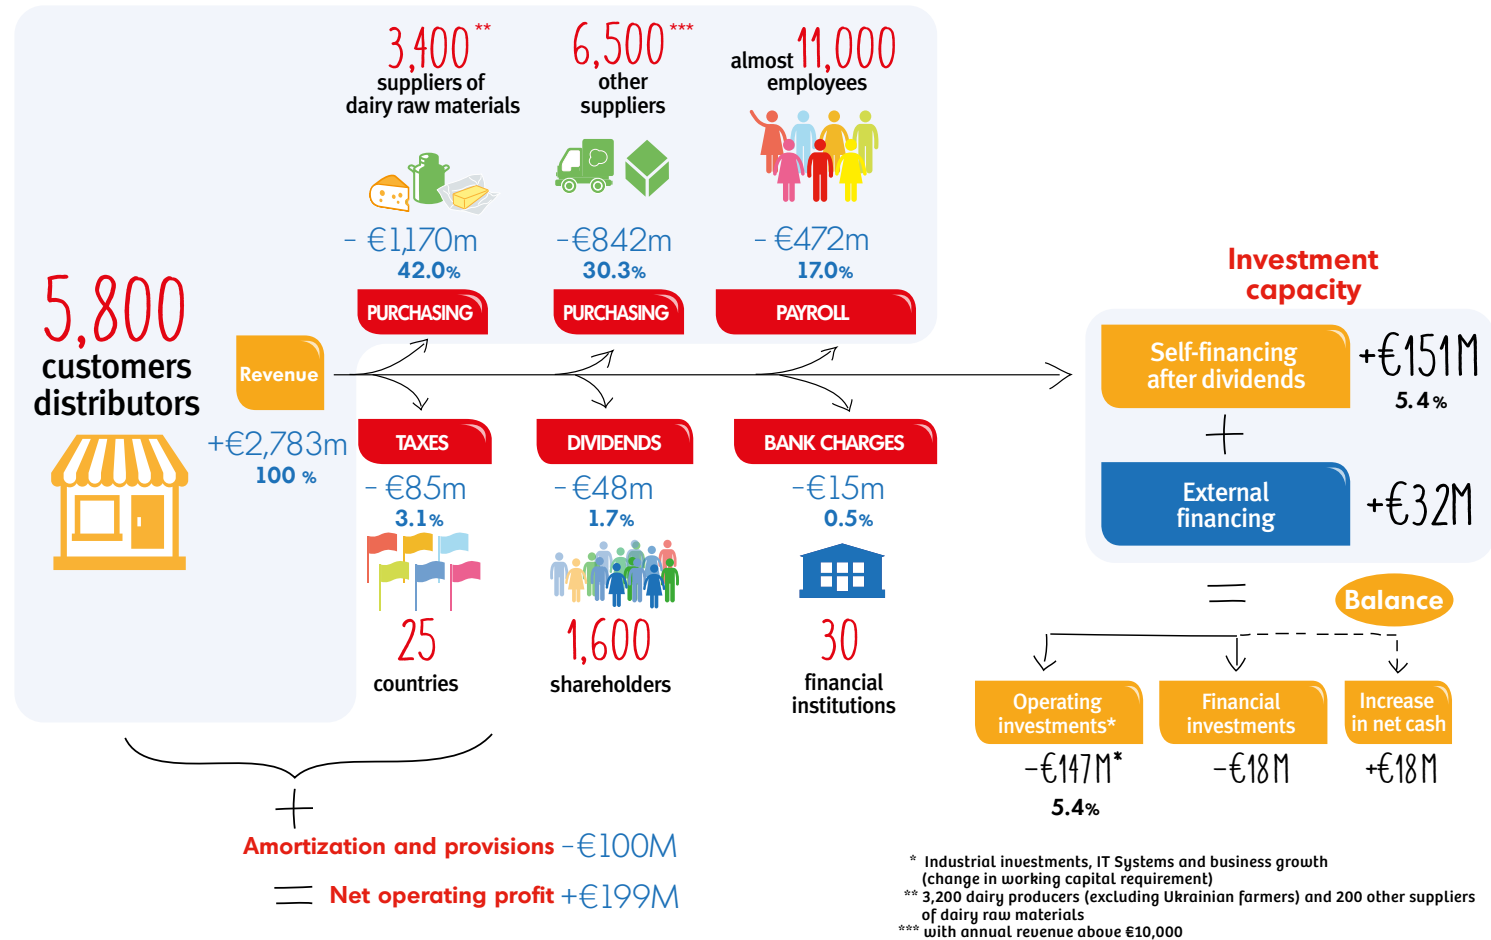 3,400**
suppliers of
dairy raw materials
6,500***
other
suppliers
almost 11,000
employees
- €1,170m
42.0%
PURCHASING
-€842m
30.3%
PURCHASING
- €472m
17.0%
PAYROLL
5,800
customers
distributors
Revenue
+€2,783m
100 %
TAXES
- €85m
3.1%
25
countries
DIVIDENDS
-€48m
1.7%
1,600
shareholders
BANK CHARGES
-€15m
0.5%
30
financial
institutions
Investment
capacity
Self-financing
after dividends
+€151M
5.4%
+
External
financing
+€32M
=
Balance
Operating
investments*
-€147M*
5.4%
Financial
investments
-€18M
Increase
in net cash
+€18M
+
Amortization and provisions -€100M
= Net operating profit +€199M
* Industrial investments, IT Systems and business growth
(change in working capital requirement)
** 3,200 dairy producers (excluding Ukrainian farmers) and 200 other suppliers
of dairy raw materials
*** with annual revenue above €10,000